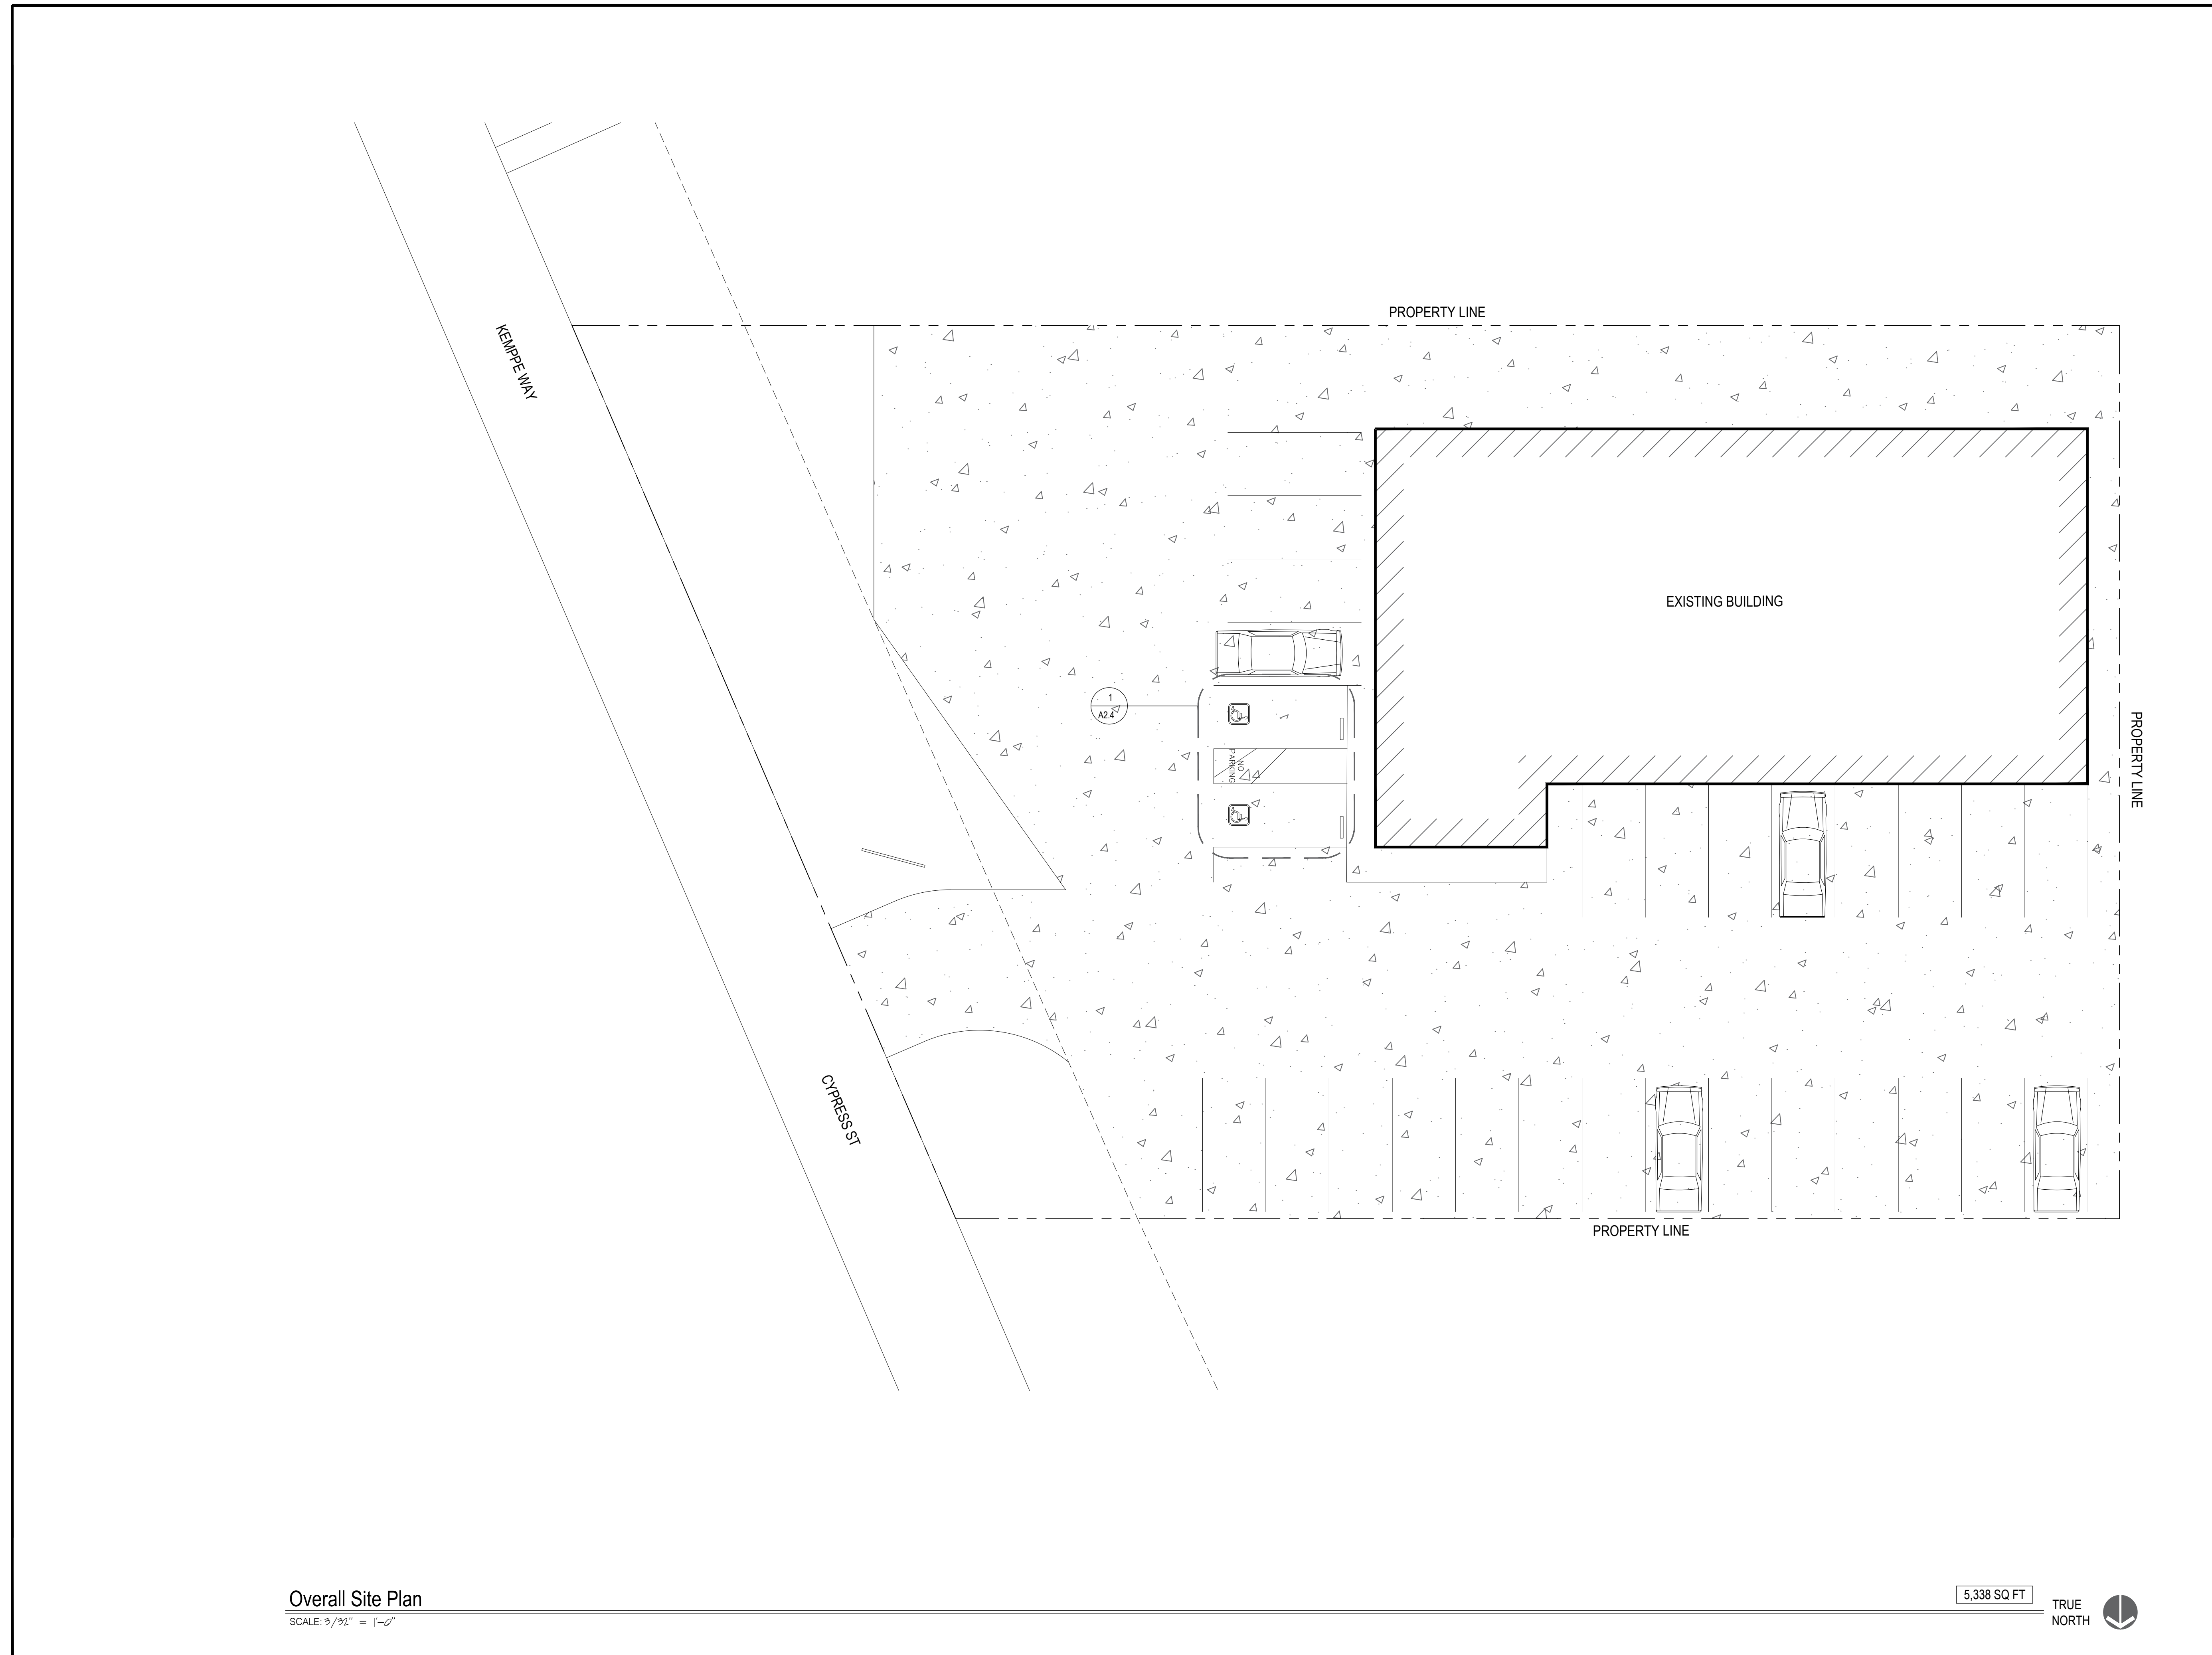 PROPERTY LINE
KEMPPE WAY
EXISTING BUILDING
1
A2.4
NO
PARKING
PROPERTY LINE
CYPRESS ST
PROPERTY LINE
Overall Site Plan
SCALE: 3/32" = 1'-0"
5,338 SQ FT
TRUE
NORTH